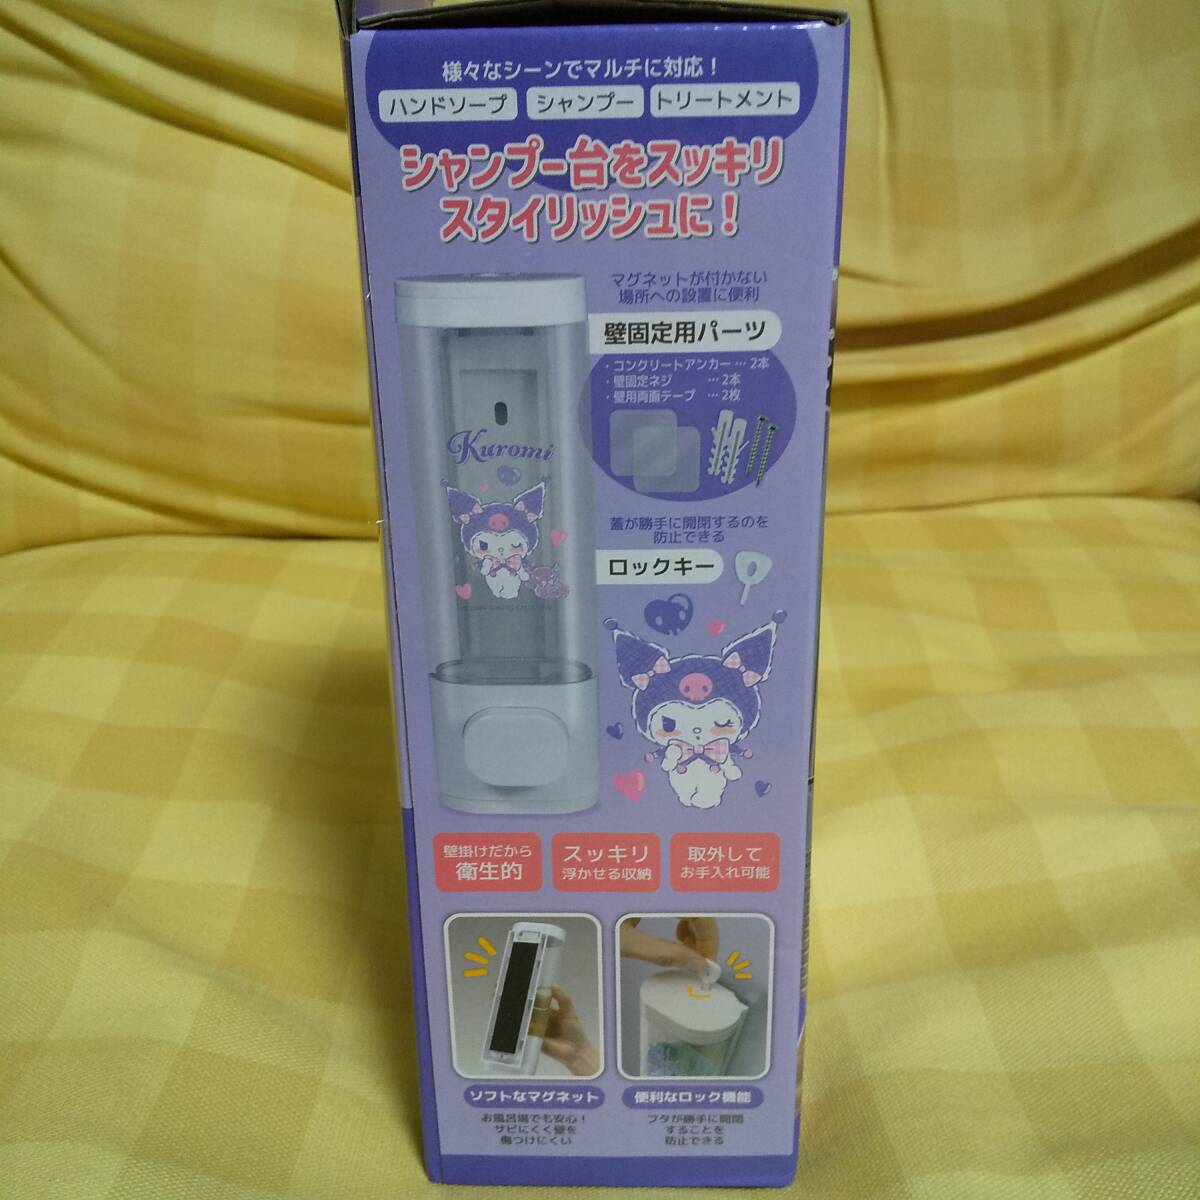 様々なシーンでマルチに対応！
ハンドソープ シャンプー トリートメント
シャンプー台をスッキリ
スタイリッシュに！
マグネットが付かない
場所への設置に便利
壁固定用パーツ
・コンクリートアンカー … 2本
・壁固定ネジ … 2本
・壁用両面テープ … 2枚
Kuromi
蓋が勝手に開閉するのを
防止できる
ロックキー
壁掛けだから
衛生的
スッキリ
浮かせる収納
取外して
お手入れ可能
ソフトなマグネット
お風呂場でも安心！
サビにくく壁を
傷つけにくい
便利なロック機能
フタが勝手に開閉
することを
防止できる